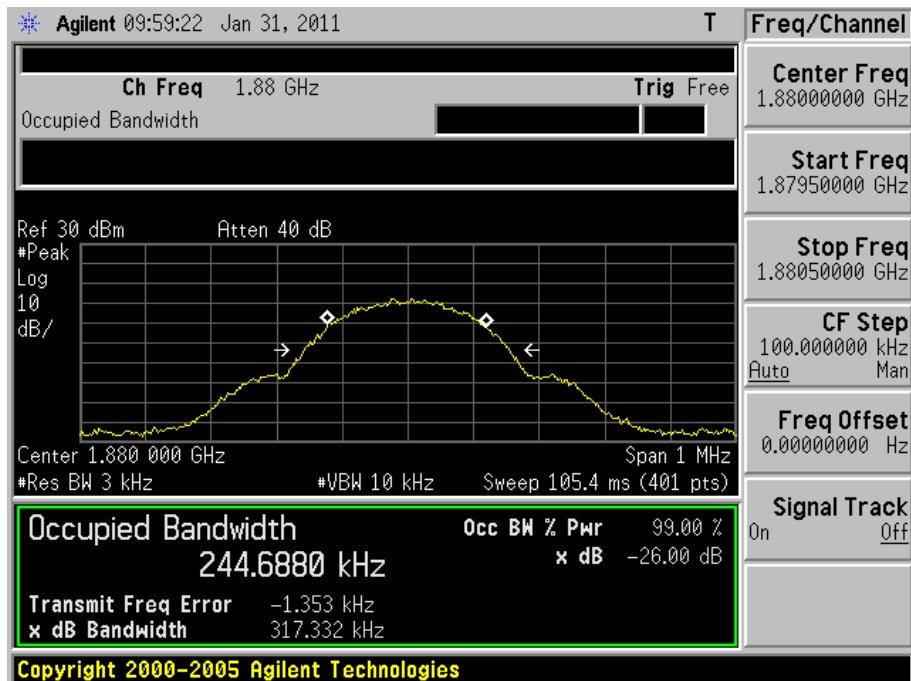 Agilent 09:59:22 Jan 31, 2011 T
Freq/Channel
Ch Freq 1.88 GHz Trig Free
Occupied Bandwidth
Center Freq
1.88000000 GHz
Start Freq
1.87950000 GHz
Stop Freq
1.88050000 GHz
CF Step
100.000000 kHz
Auto Man
Freq Offset
0.00000000 Hz
Signal Track
On Off
Ref 30 dBm Atten 40 dB
#Peak
Log
10
dB/
Center 1.880 000 GHz Span 1 MHz
#Res BW 3 kHz #VBW 10 kHz Sweep 105.4 ms (401 pts)
Occupied Bandwidth
244.6880 kHz
Occ BW % Pwr 99.00 %
x dB -26.00 dB
Transmit Freq Error -1.353 kHz
x dB Bandwidth 317.332 kHz
Copyright 2000-2005 Agilent Technologies